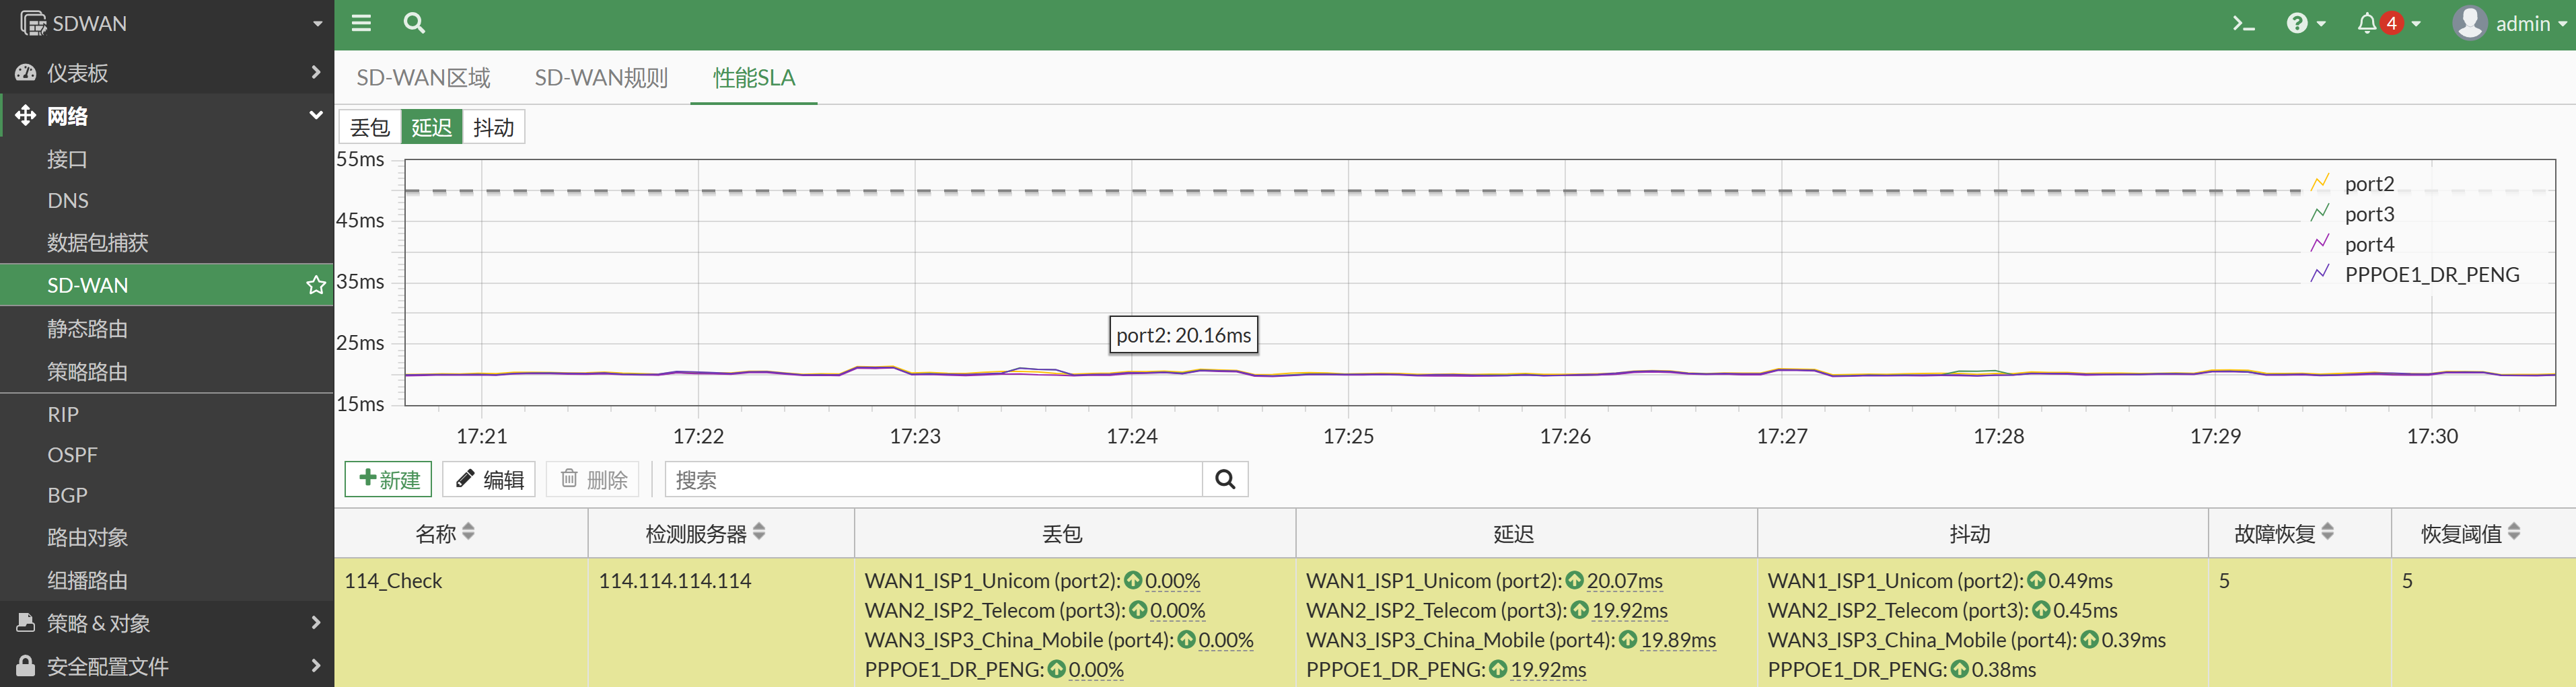 SDWAN
4
admin
仪表板
网络
接口
DNS
数据包捕获
SD-WAN
静态路由
策略路由
RIP
OSPF
BGP
路由对象
组播路由
策略 & 对象
安全配置文件
SD-WAN区域 SD-WAN规则 性能SLA
丢包 延迟 抖动
55ms
45ms
35ms
25ms
15ms
port2
port3
port4
PPPOE1_DR_PENG
port2: 20.16ms
17:21 17:22 17:23 17:24 17:25 17:26 17:27 17:28 17:29 17:30
新建 编辑 删除 搜索
名称 检测服务器 丢包 延迟 抖动 故障恢复 恢复阈值
114_Check 114.114.114.114 WAN1_ISP1_Unicom (port2): 0.00% WAN1_ISP1_Unicom (port2): 20.07ms WAN1_ISP1_Unicom (port2): 0.49ms 5 5
WAN2_ISP2_Telecom (port3): 0.00% WAN2_ISP2_Telecom (port3): 19.92ms WAN2_ISP2_Telecom (port3): 0.45ms
WAN3_ISP3_China_Mobile (port4): 0.00% WAN3_ISP3_China_Mobile (port4): 19.89ms WAN3_ISP3_China_Mobile (port4): 0.39ms
PPPOE1_DR_PENG: 0.00% PPPOE1_DR_PENG: 19.92ms PPPOE1_DR_PENG: 0.38ms